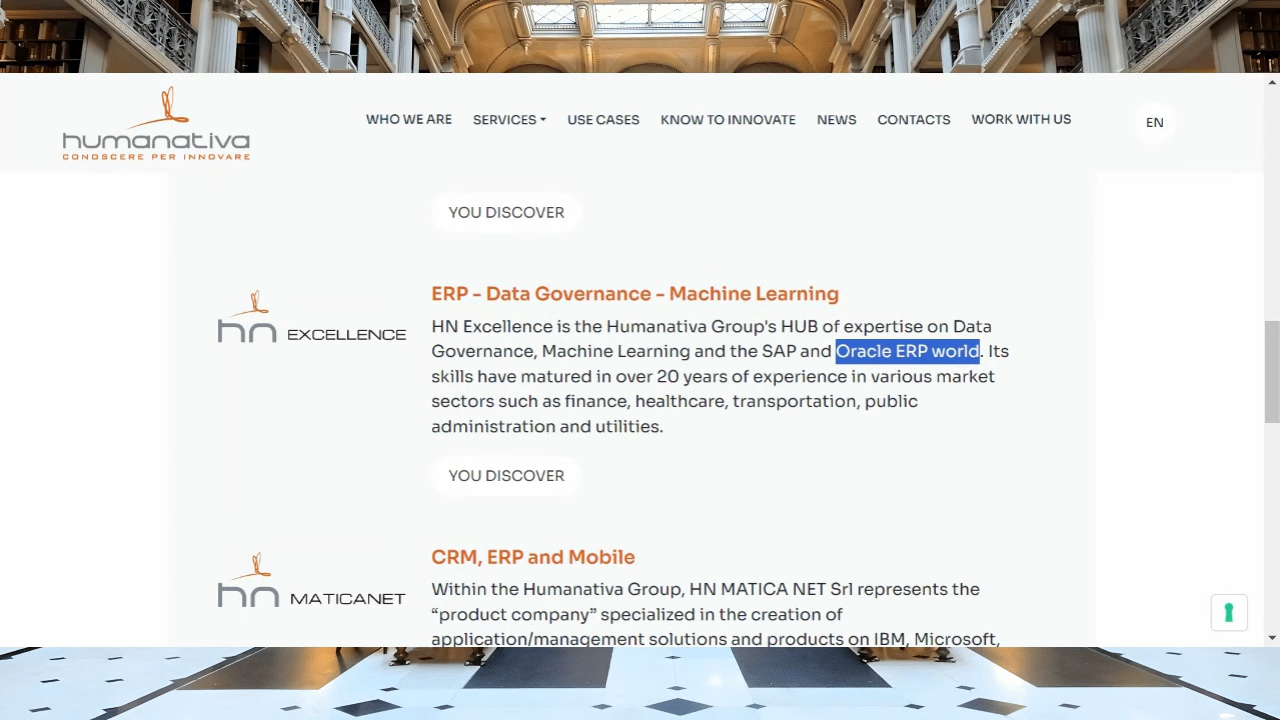 humanativa
CONOSCERE PER INNOVARE
WHO WE ARE
SERVICES
USE CASES
KNOW TO INNOVATE
NEWS
CONTACTS
WORK WITH US
EN
YOU DISCOVER
hn EXCELLENCE
ERP - Data Governance - Machine Learning
HN Excellence is the Humanativa Group's HUB of expertise on Data
Governance, Machine Learning and the SAP and Oracle ERP world. Its
skills have matured in over 20 years of experience in various market
sectors such as finance, healthcare, transportation, public
administration and utilities.
YOU DISCOVER
hn MATICANET
CRM, ERP and Mobile
Within the Humanativa Group, HN MATICA NET Srl represents the
“product company” specialized in the creation of
application/management solutions and products on IBM, Microsoft,